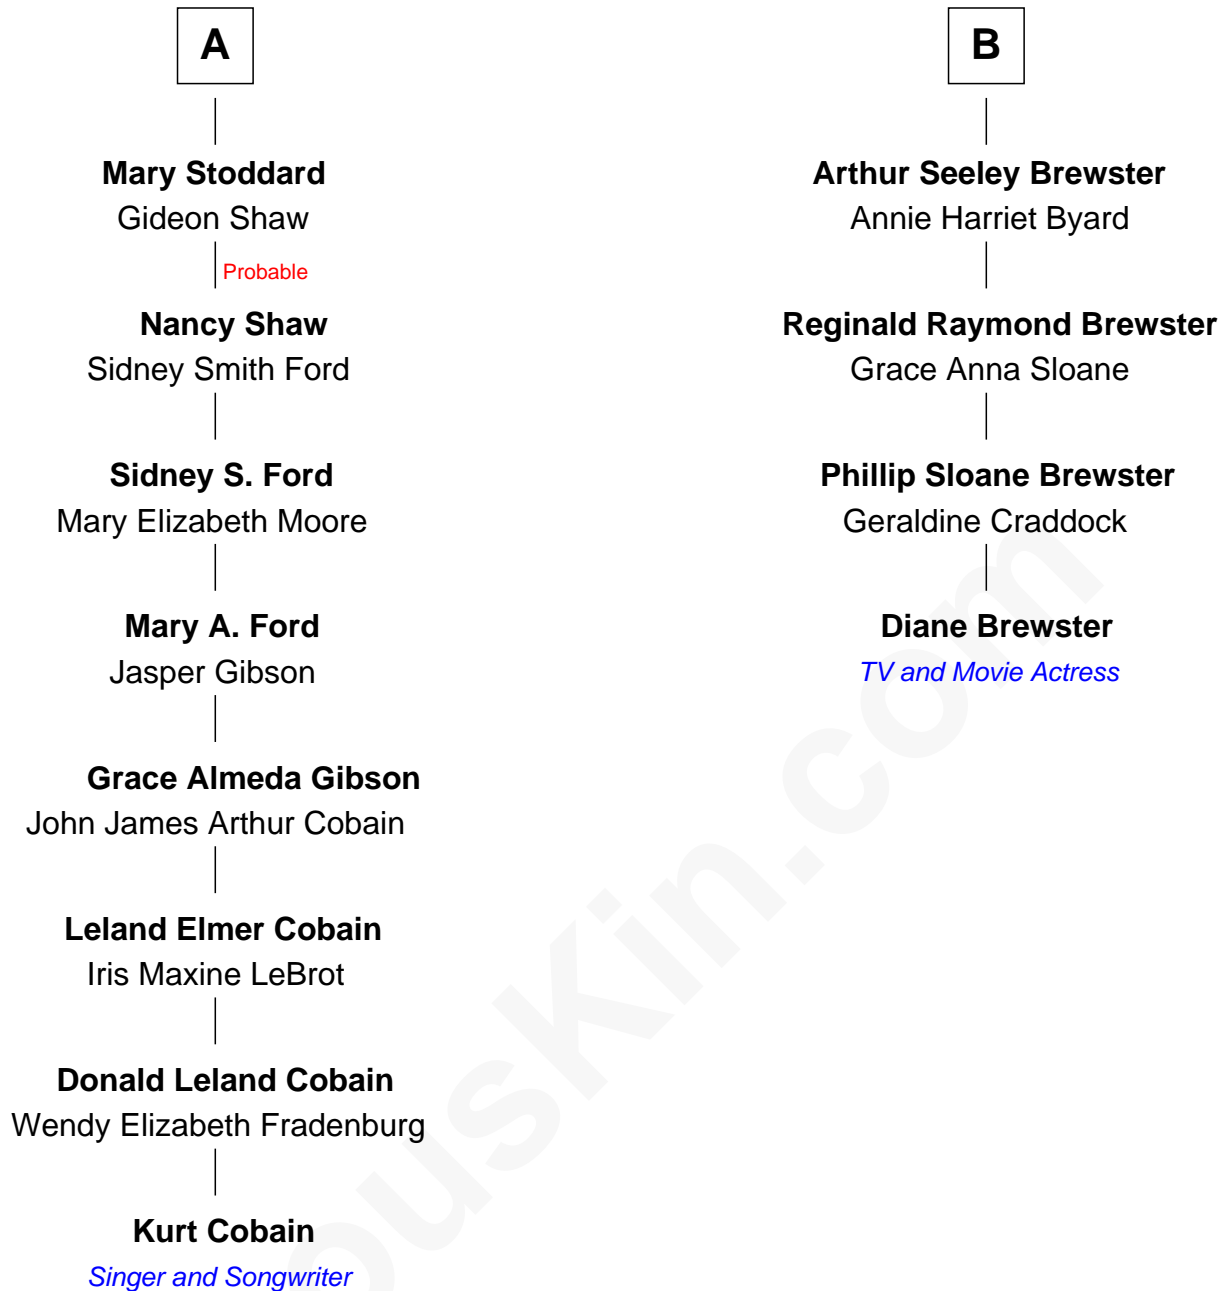 A
Mary Stoddard
Gideon Shaw
Probable
Nancy Shaw
Sidney Smith Ford
Sidney S. Ford
Mary Elizabeth Moore
Mary A. Ford
Jasper Gibson
Grace Almeda Gibson
John James Arthur Cobain
Leland Elmer Cobain
Iris Maxine LeBrot
Donald Leland Cobain
Wendy Elizabeth Fradenburg
Kurt Cobain
Singer and Songwriter
B
Arthur Seeley Brewster
Annie Harriet Byard
Reginald Raymond Brewster
Grace Anna Sloane
Phillip Sloane Brewster
Geraldine Craddock
Diane Brewster
TV and Movie Actress
ousKin.com